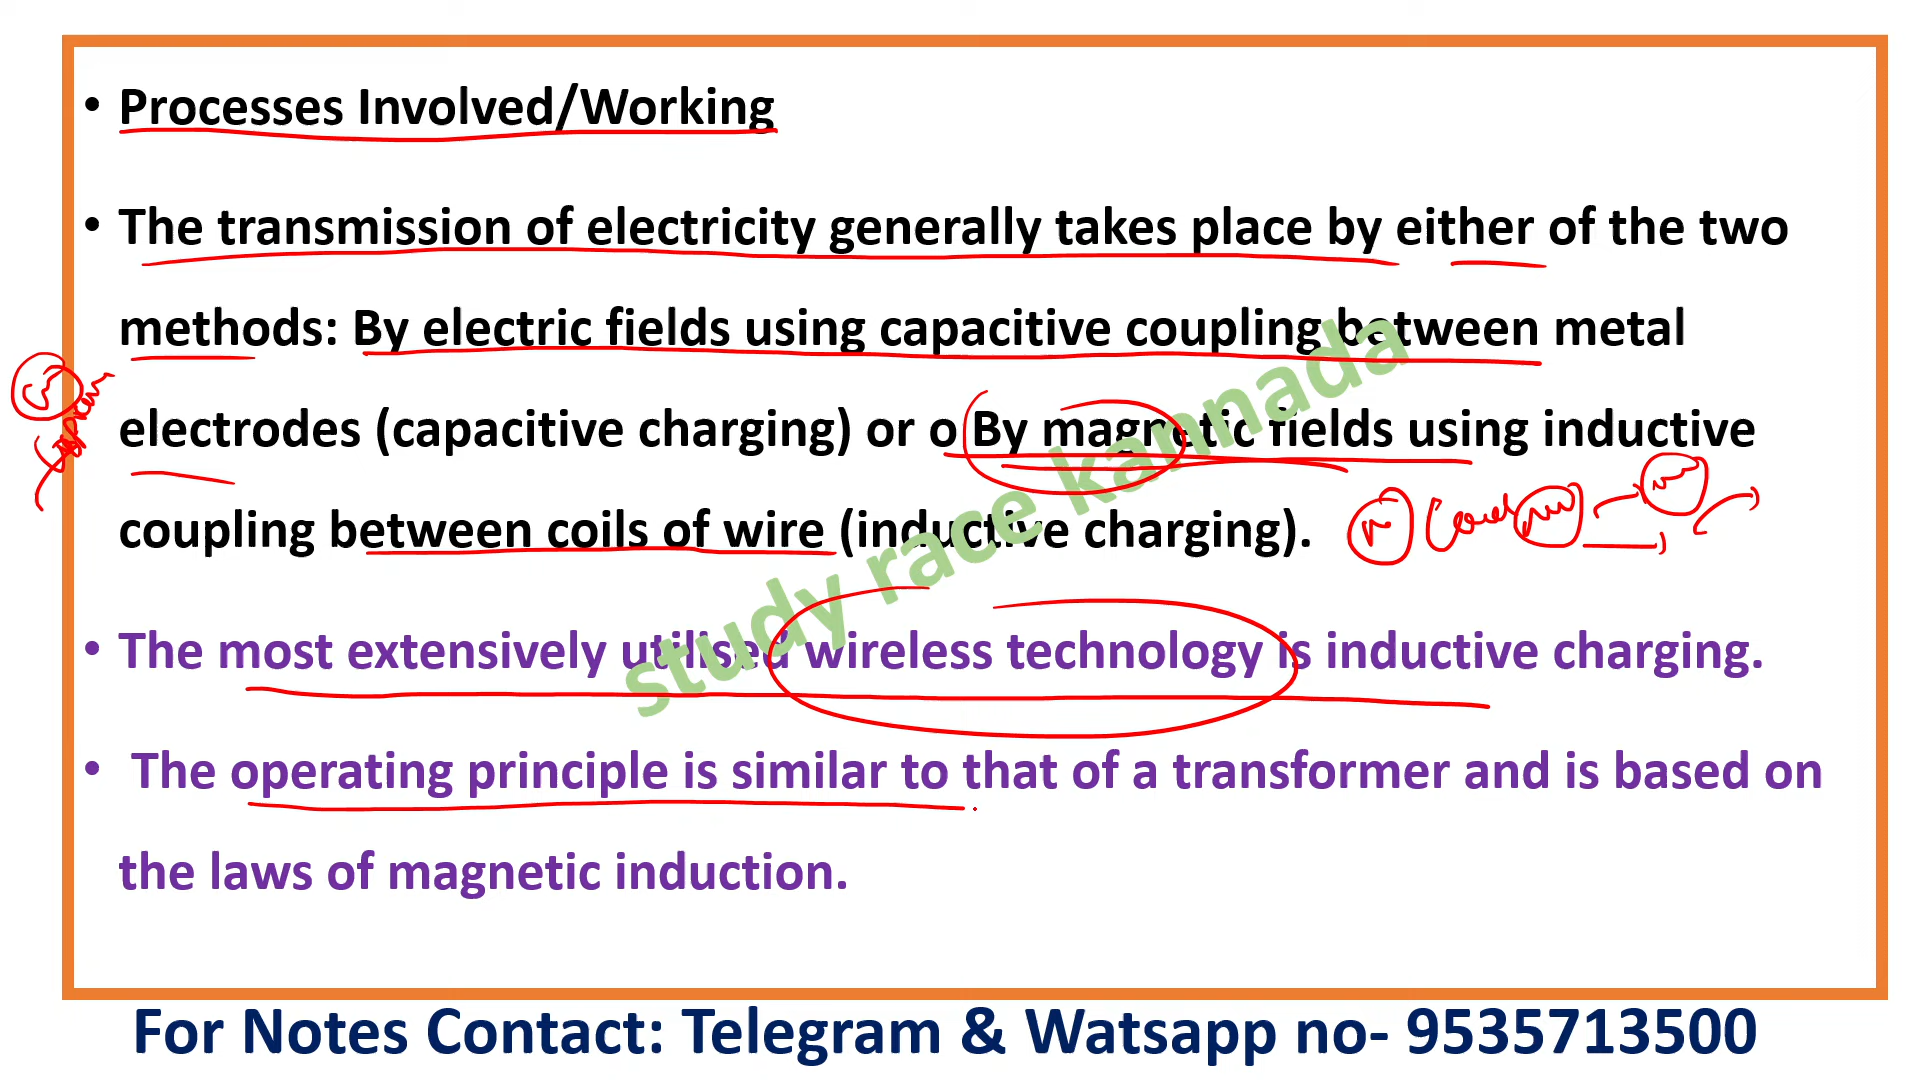 • Processes Involved/Working
• The transmission of electricity generally takes place by either of the two
methods: By electric fields using capacitive coupling between metal
electrodes (capacitive charging) or o By magnetic fields using inductive
coupling between coils of wire (inductive charging).
• The most extensively utilised wireless technology is inductive charging.
• The operating principle is similar to that of a transformer and is based on
the laws of magnetic induction.
study race kannada
For Notes Contact: Telegram & Watsapp no- 9535713500